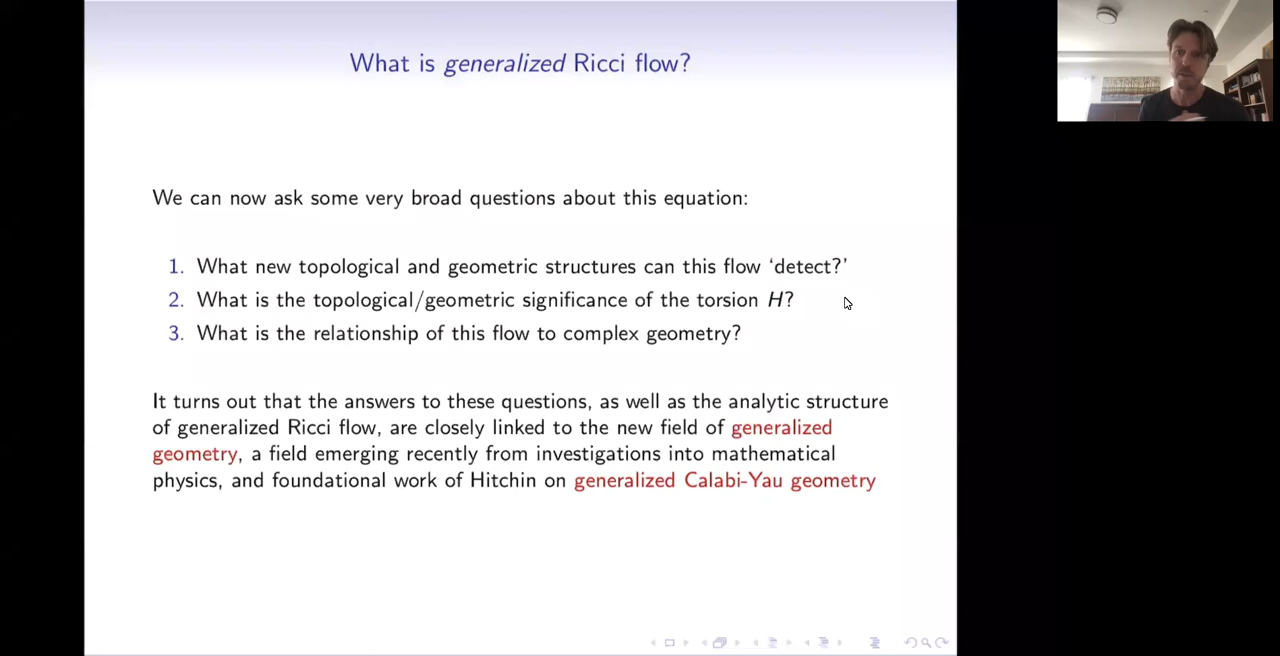 What is generalized Ricci flow?
We can now ask some very broad questions about this equation:
1. What new topological and geometric structures can this flow ‘detect?’
2. What is the topological/geometric significance of the torsion H?
3. What is the relationship of this flow to complex geometry?
It turns out that the answers to these questions, as well as the analytic structure
of generalized Ricci flow, are closely linked to the new field of generalized
geometry, a field emerging recently from investigations into mathematical
physics, and foundational work of Hitchin on generalized Calabi-Yau geometry